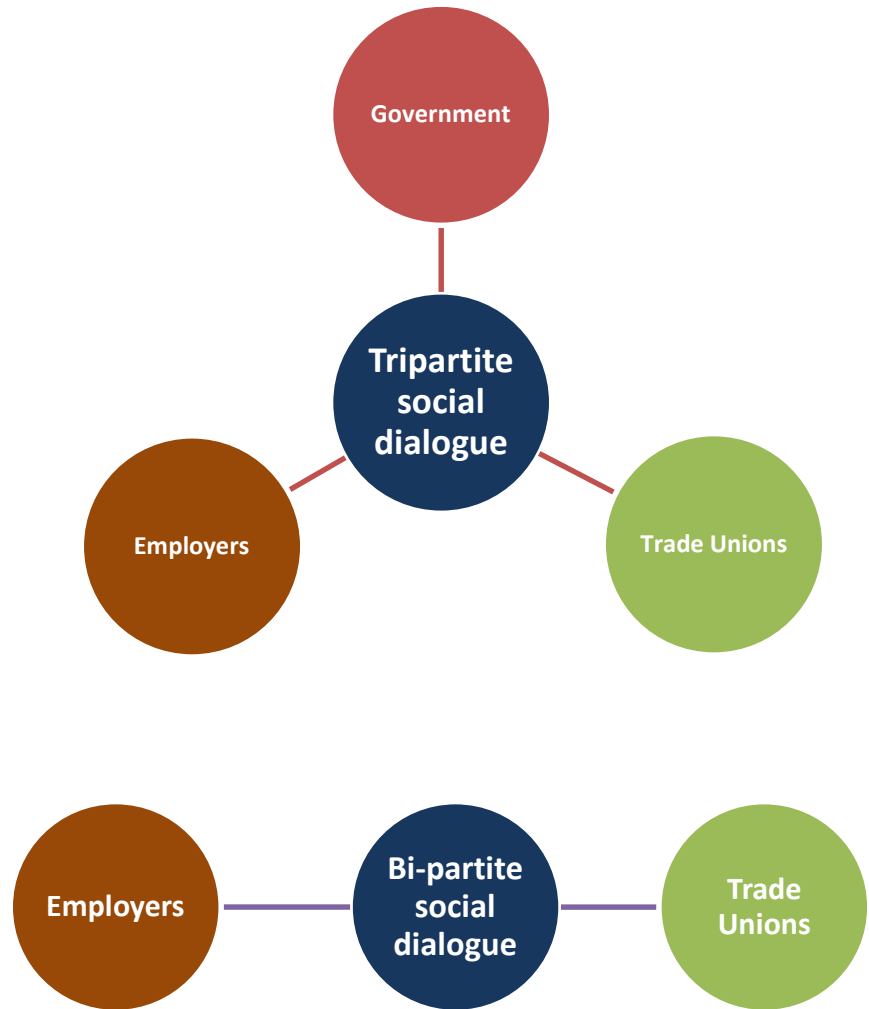 Government
Tripartite
social
dialogue
Employers
Trade Unions
Employers
Bi-partite
social
dialogue
Trade
Unions